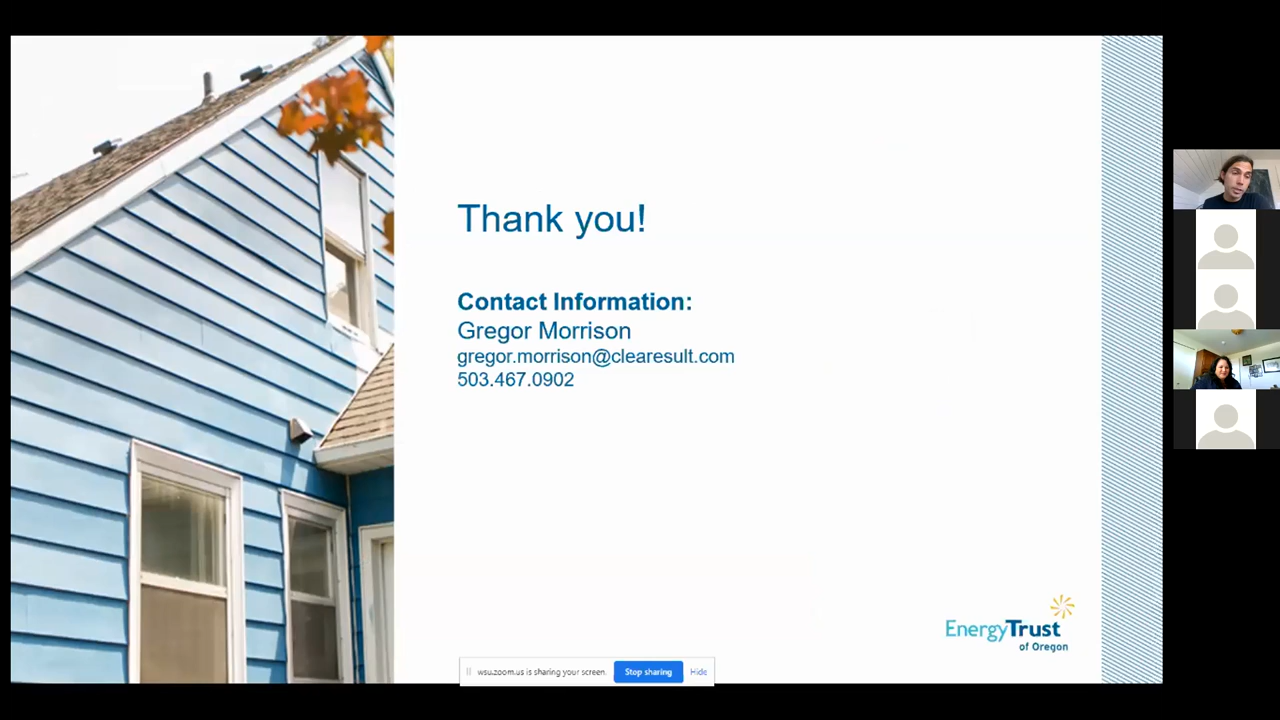 Thank you!
Contact Information:
Gregor Morrison
gregor.morrison@clearesult.com
503.467.0902
EnergyTrust
of Oregon
wsu.zoom.us is sharing your screen. Stop sharing Hide